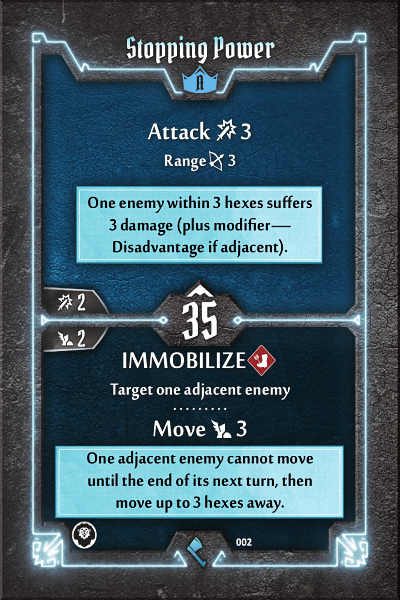 Stopping Power
A
Attack 3
Range 3
One enemy within 3 hexes suffers
3 damage (plus modifier—
Disadvantage if adjacent).
2
35
2
IMMOBILIZE
Target one adjacent enemy
Move 3
One adjacent enemy cannot move
until the end of its next turn, then
move up to 3 hexes away.
002